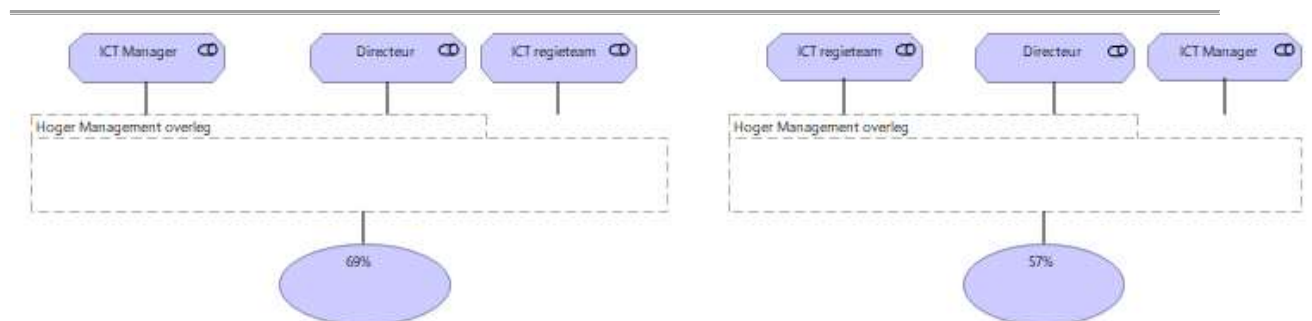 ICT Manager
Directeur
ICT regieteam
Hoger Management overleg
69%
ICT regieteam
Directeur
ICT Manager
Hoger Management overleg
57%